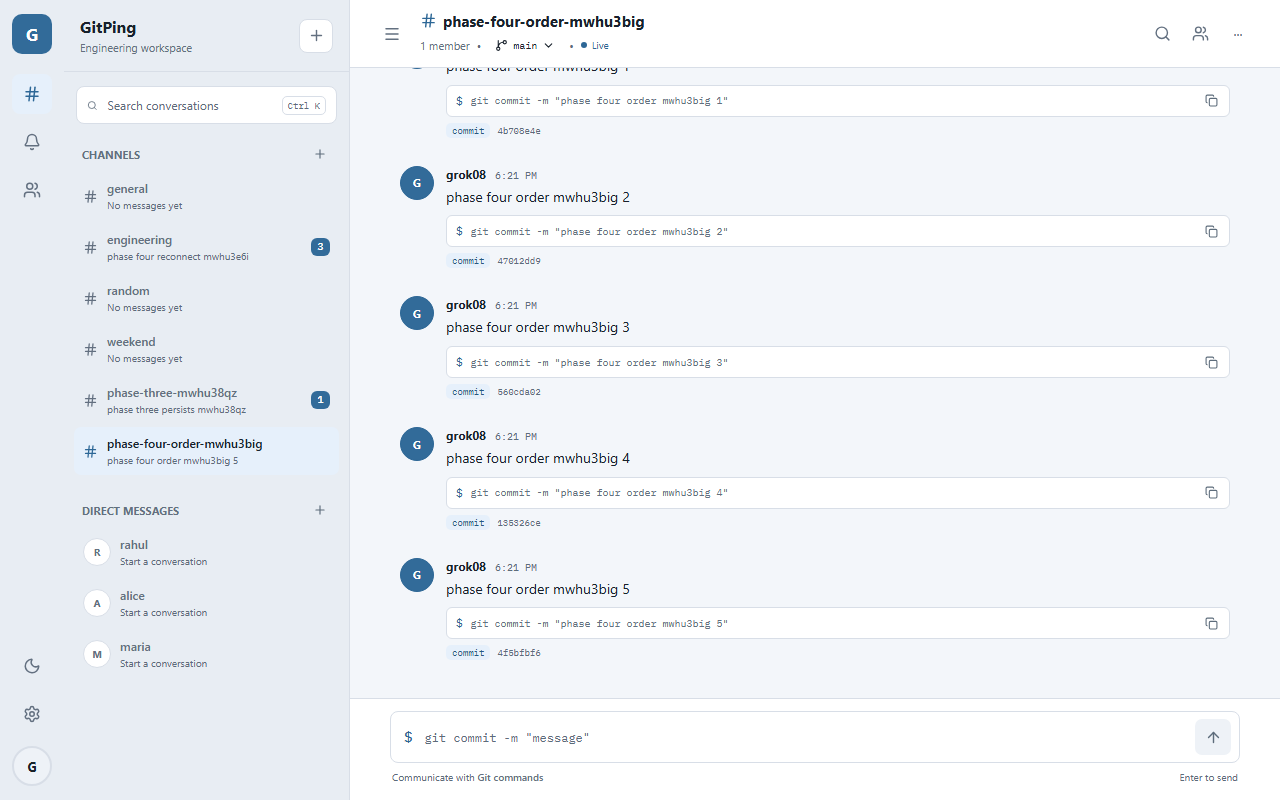 G
GitPing
Engineering workspace
Search conversations
Ctrl K
CHANNELS
general
No messages yet
engineering
phase four reconnect mwhu3e6i
3
random
No messages yet
weekend
No messages yet
phase-three-mwhu38qz
phase three persists mwhu38qz
1
phase-four-order-mwhu3big
phase four order mwhu3big 5
DIRECT MESSAGES
R
rahul
Start a conversation
A
alice
Start a conversation
M
maria
Start a conversation
G
# phase-four-order-mwhu3big
1 member • main • Live
phase four order mwhu3big 1
$ git commit -m "phase four order mwhu3big 1"
commit 4b708e4e
G
grok08 6:21 PM
phase four order mwhu3big 2
$ git commit -m "phase four order mwhu3big 2"
commit 47012dd9
G
grok08 6:21 PM
phase four order mwhu3big 3
$ git commit -m "phase four order mwhu3big 3"
commit 560cda02
G
grok08 6:21 PM
phase four order mwhu3big 4
$ git commit -m "phase four order mwhu3big 4"
commit 135326ce
G
grok08 6:21 PM
phase four order mwhu3big 5
$ git commit -m "phase four order mwhu3big 5"
commit 4f5bfbf6
$ git commit -m "message"
Communicate with Git commands
Enter to send